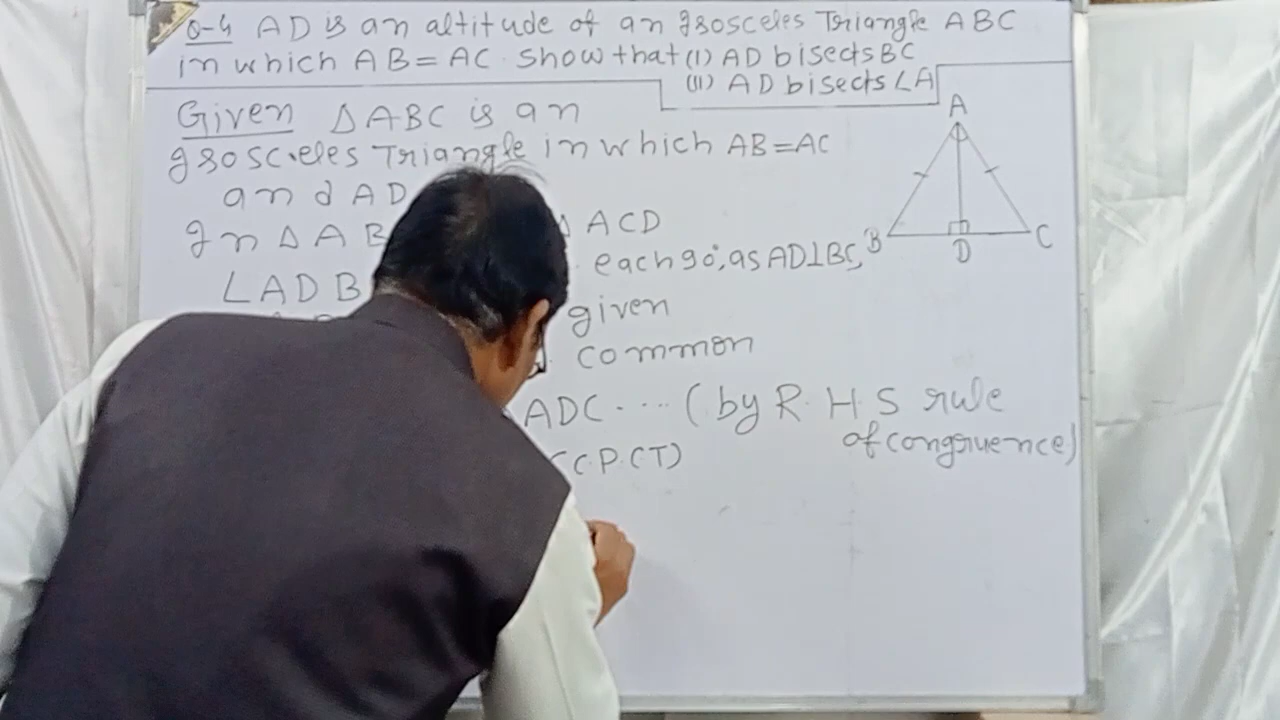 Q-4 AD is an altitude of an Isosceles Triangle ABC
in which AB = AC. Show that (I) AD bisects BC
(II) AD bisects ∠A
Given △ABC is an
Isosceles Triangle in which AB=AC
and AD
In △AB △ACD
∠ADB each 90°, as AD⊥BC,
given
common
ADC .... (by R.H.S rule
of congruence)
(C.P.C.T)
A
B
D
C